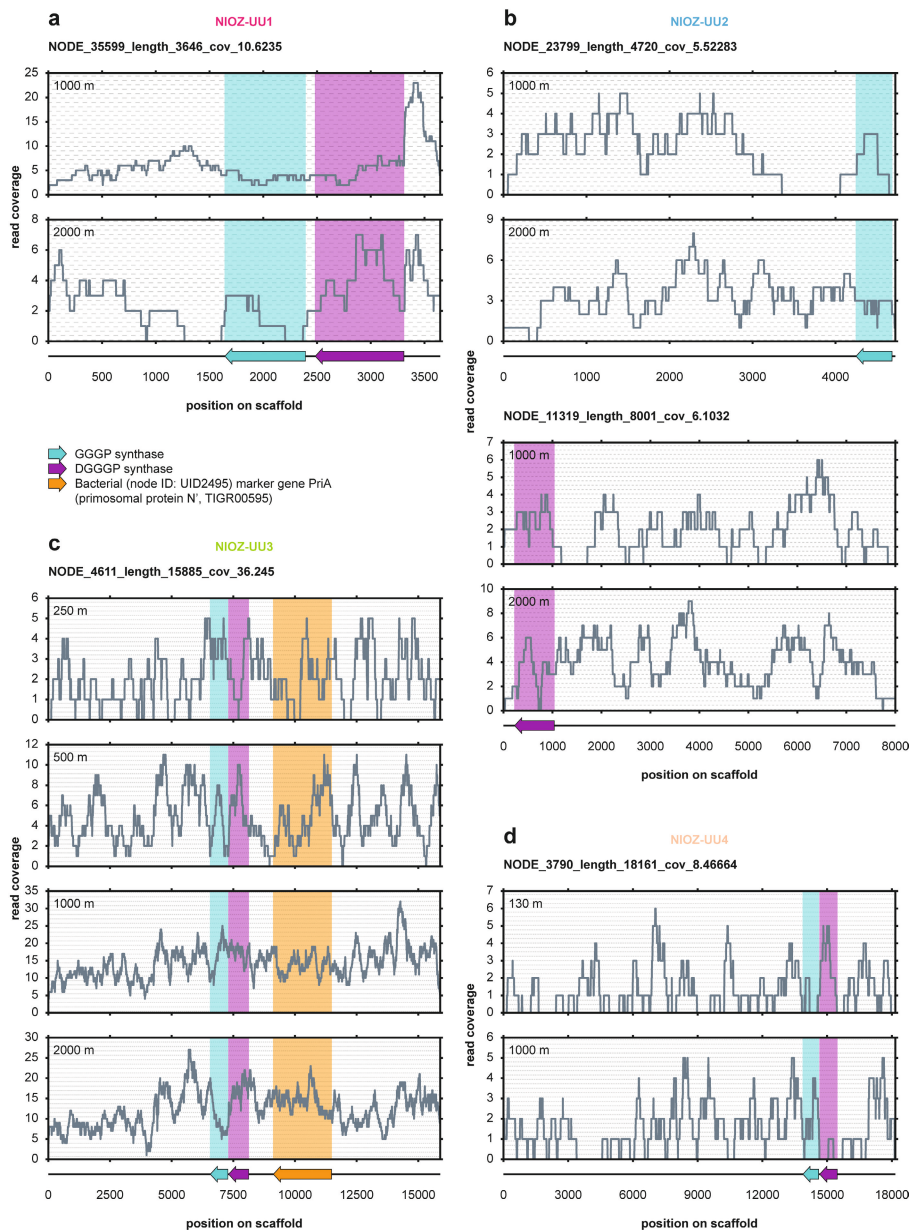 a
NIOZ-UU1
NODE_35599_length_3646_cov_10.6235
25
20
15
10
5
0
1000 m
8
6
4
2
0
2000 m
read coverage
0 500 1000 1500 2000 2500 3000 3500
position on scaffold
GGGP synthase
DGGGP synthase
Bacterial (node ID: UID2495) marker gene PriA
(primosomal protein N', TIGR00595)
b
NIOZ-UU2
NODE_23799_length_4720_cov_5.52283
6
5
4
3
2
1
0
1000 m
9
6
3
0
2000 m
0 1000 2000 3000 4000
position on scaffold
read coverage
NODE_11319_length_8001_cov_6.1032
7
6
5
4
3
2
1
0
1000 m
10
8
6
4
2
0
2000 m
0 1000 2000 3000 4000 5000 6000 7000 8000
position on scaffold
c
NIOZ-UU3
NODE_4611_length_15885_cov_36.245
6
5
4
3
2
1
0
250 m
12
10
8
6
4
2
0
500 m
read coverage
35
30
25
20
15
10
5
0
1000 m
30
25
20
15
10
5
0
2000 m
0 2500 5000 7500 10000 12500 15000
position on scaffold
d
NIOZ-UU4
NODE_3790_length_18161_cov_8.46664
7
6
5
4
3
2
1
0
130 m
6
5
4
3
2
1
0
1000 m
read coverage
0 3000 6000 9000 12000 15000 18000
position on scaffold